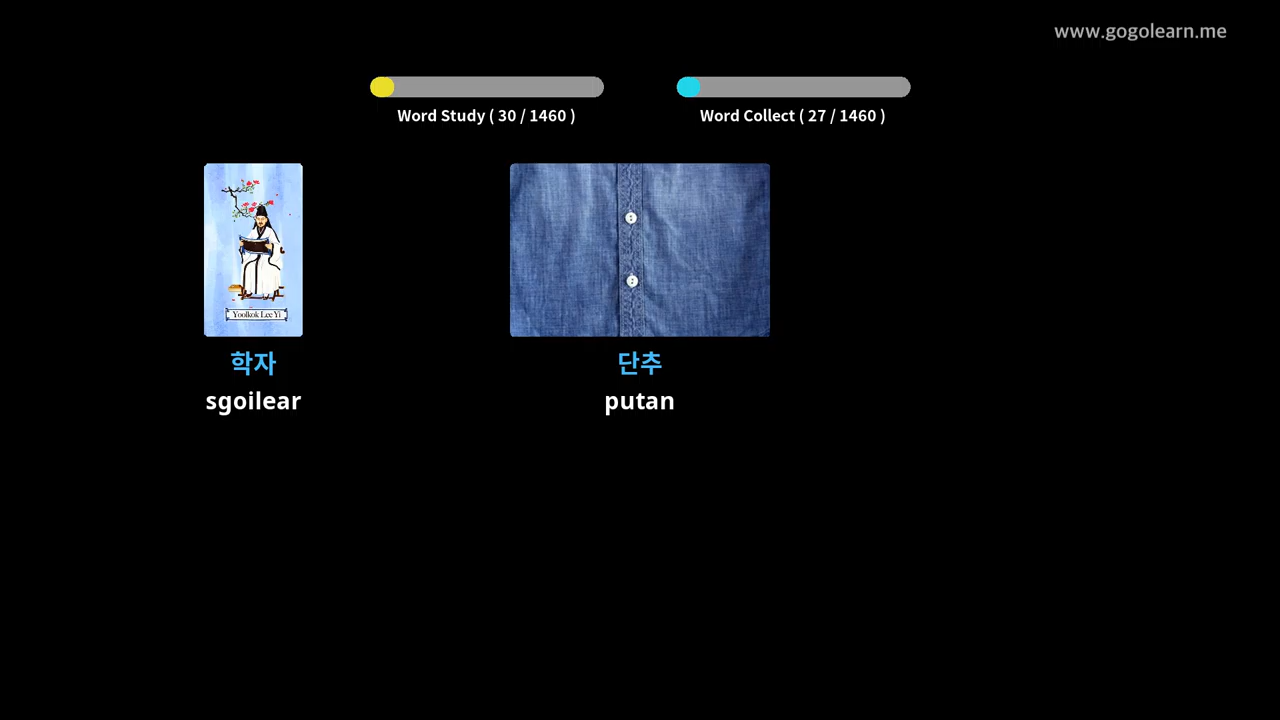 www.gogolearn.me
Word Study ( 30 / 1460 )
Word Collect ( 27 / 1460 )
Yoolkok Lee Yi
학자
sgoilear
단추
putan